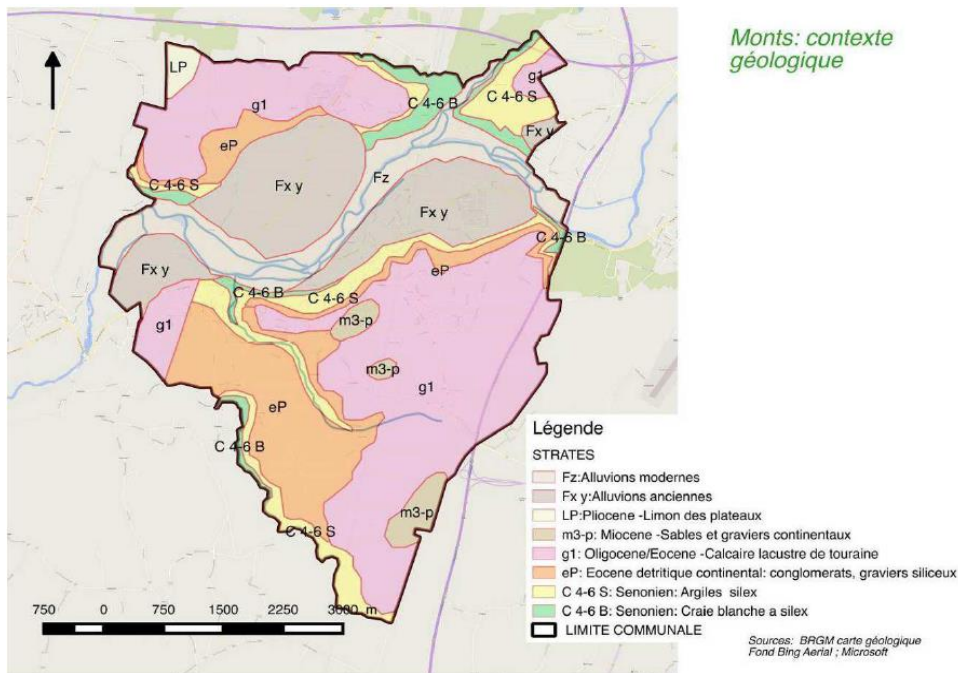 Monts: contexte
géologique
LP
g1
C 4-6 B
g1
C 4-6 S
Fx y
eP
Fz
C 4-6 S
Fx y
Fx y
C 4-6 B
eP
Fx y
C 4-6 B
C 4-6 S
m3-p
g1
m3-p
g1
eP
C 4-6 B
m3-p
C 4-6 S
Légende
STRATES
Fz:Alluvions modernes
Fx y:Alluvions anciennes
LP:Pliocene -Limon des plateaux
m3-p: Miocene -Sables et graviers continentaux
g1: Oligocene/Eocene -Calcaire lacustre de touraine
eP: Eocene detritique continental: conglomerats, graviers siliceux
C 4-6 S: Senonien: Argiles silex
C 4-6 B: Senonien: Craie blanche a silex
LIMITE COMMUNALE
750 0 750 1500 2250 3000 m
Sources: BRGM carte géologique
Fond Bing Aerial ; Microsoft